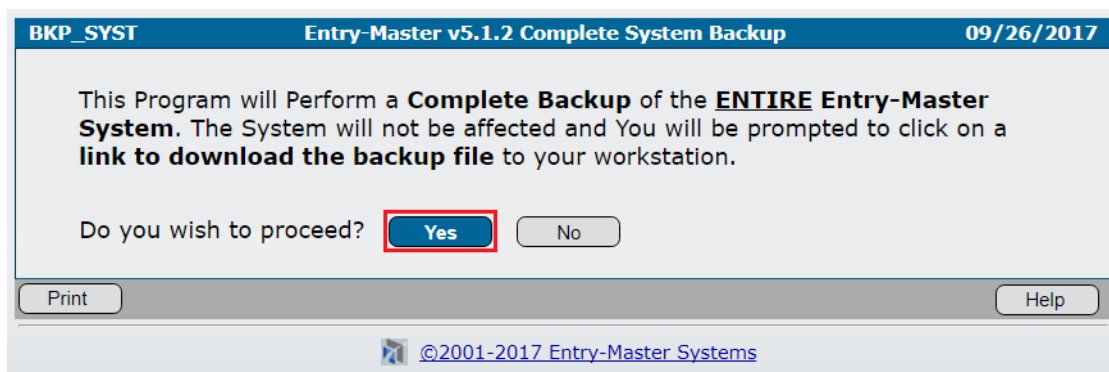 BKP_SYST Entry-Master v5.1.2 Complete System Backup 09/26/2017
This Program will Perform a Complete Backup of the ENTIRE Entry-Master
System. The System will not be affected and You will be prompted to click on a
link to download the backup file to your workstation.
Do you wish to proceed? Yes No
Print Help
©2001-2017 Entry-Master Systems